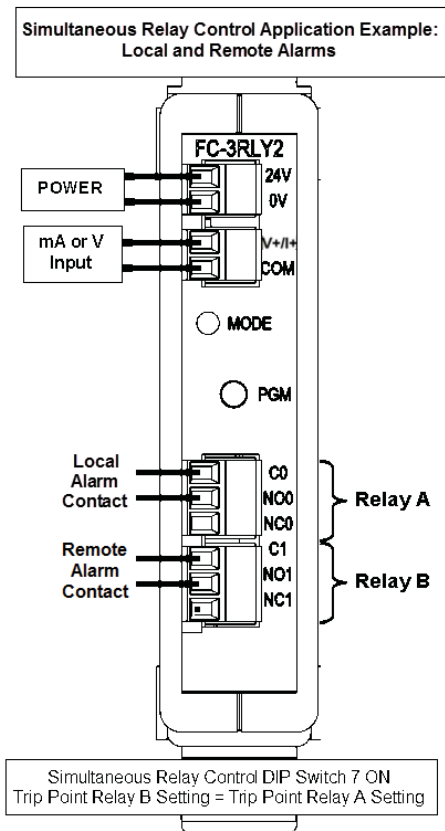 Simultaneous Relay Control Application Example:
Local and Remote Alarms
FC-3RLY2
24V
POWER
0V
mA or V
Input
V+/I+
COM
MODE
PGM
Local
Alarm
Contact
C0
NO0
NC0
Relay A
Remote
Alarm
Contact
C1
NO1
NC1
Relay B
Simultaneous Relay Control DIP Switch 7 ON
Trip Point Relay B Setting = Trip Point Relay A Setting